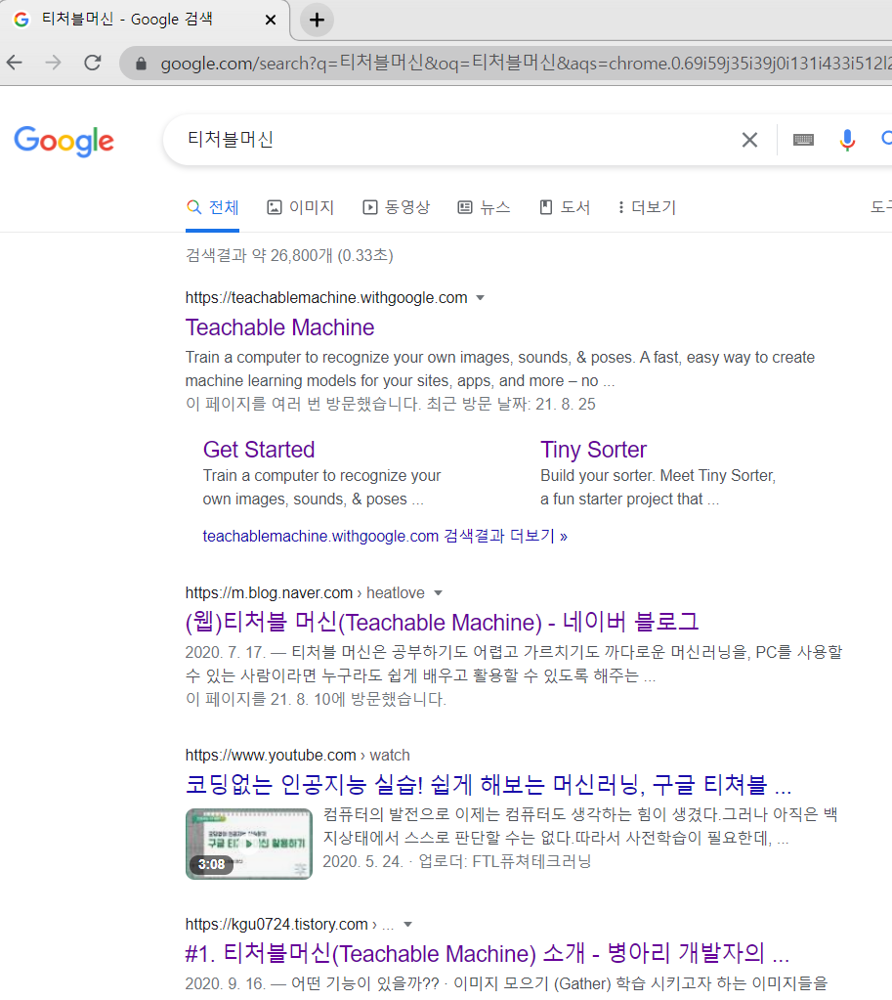 티처블머신 - Google 검색
google.com/search?q=티처블머신&oq=티처블머신&aqs=chrome.0.69i59j35i39j0i131i433i512l2
Google
티처블머신
전체 이미지 동영상 뉴스 도서 더보기
검색결과 약 26,800개 (0.33초)
https://teachablemachine.withgoogle.com
Teachable Machine
Train a computer to recognize your own images, sounds, & poses. A fast, easy way to create
machine learning models for your sites, apps, and more – no ...
이 페이지를 여러 번 방문했습니다. 최근 방문 날짜: 21. 8. 25
Get Started
Train a computer to recognize your
own images, sounds, & poses ...
Tiny Sorter
Build your sorter. Meet Tiny Sorter,
a fun starter project that ...
teachablemachine.withgoogle.com 검색결과 더보기 »
https://m.blog.naver.com › heatlove
(웹)티처블 머신(Teachable Machine) - 네이버 블로그
2020. 7. 17. — 티처블 머신은 공부하기도 어렵고 가르치기도 까다로운 머신러닝을, PC를 사용할
수 있는 사람이라면 누구라도 쉽게 배우고 활용할 수 있도록 해주는 ...
이 페이지를 21. 8. 10에 방문했습니다.
https://www.youtube.com › watch
코딩없는 인공지능 실습! 쉽게 해보는 머신러닝, 구글 티쳐블 ...
컴퓨터의 발전으로 이제는 컴퓨터도 생각하는 힘이 생겼다.그러나 아직은 백
지상태에서 스스로 판단할 수는 없다.따라서 사전학습이 필요한데, ...
2020. 5. 24. · 업로더: FTL퓨쳐테크러닝
구글 활용하기
3:08
https://kgu0724.tistory.com › ...
#1. 티처블머신(Teachable Machine) 소개 - 병아리 개발자의 ...
2020. 9. 16. — 어떤 기능이 있을까?? · 이미지 모으기 (Gather) 학습 시키고자 하는 이미지들을